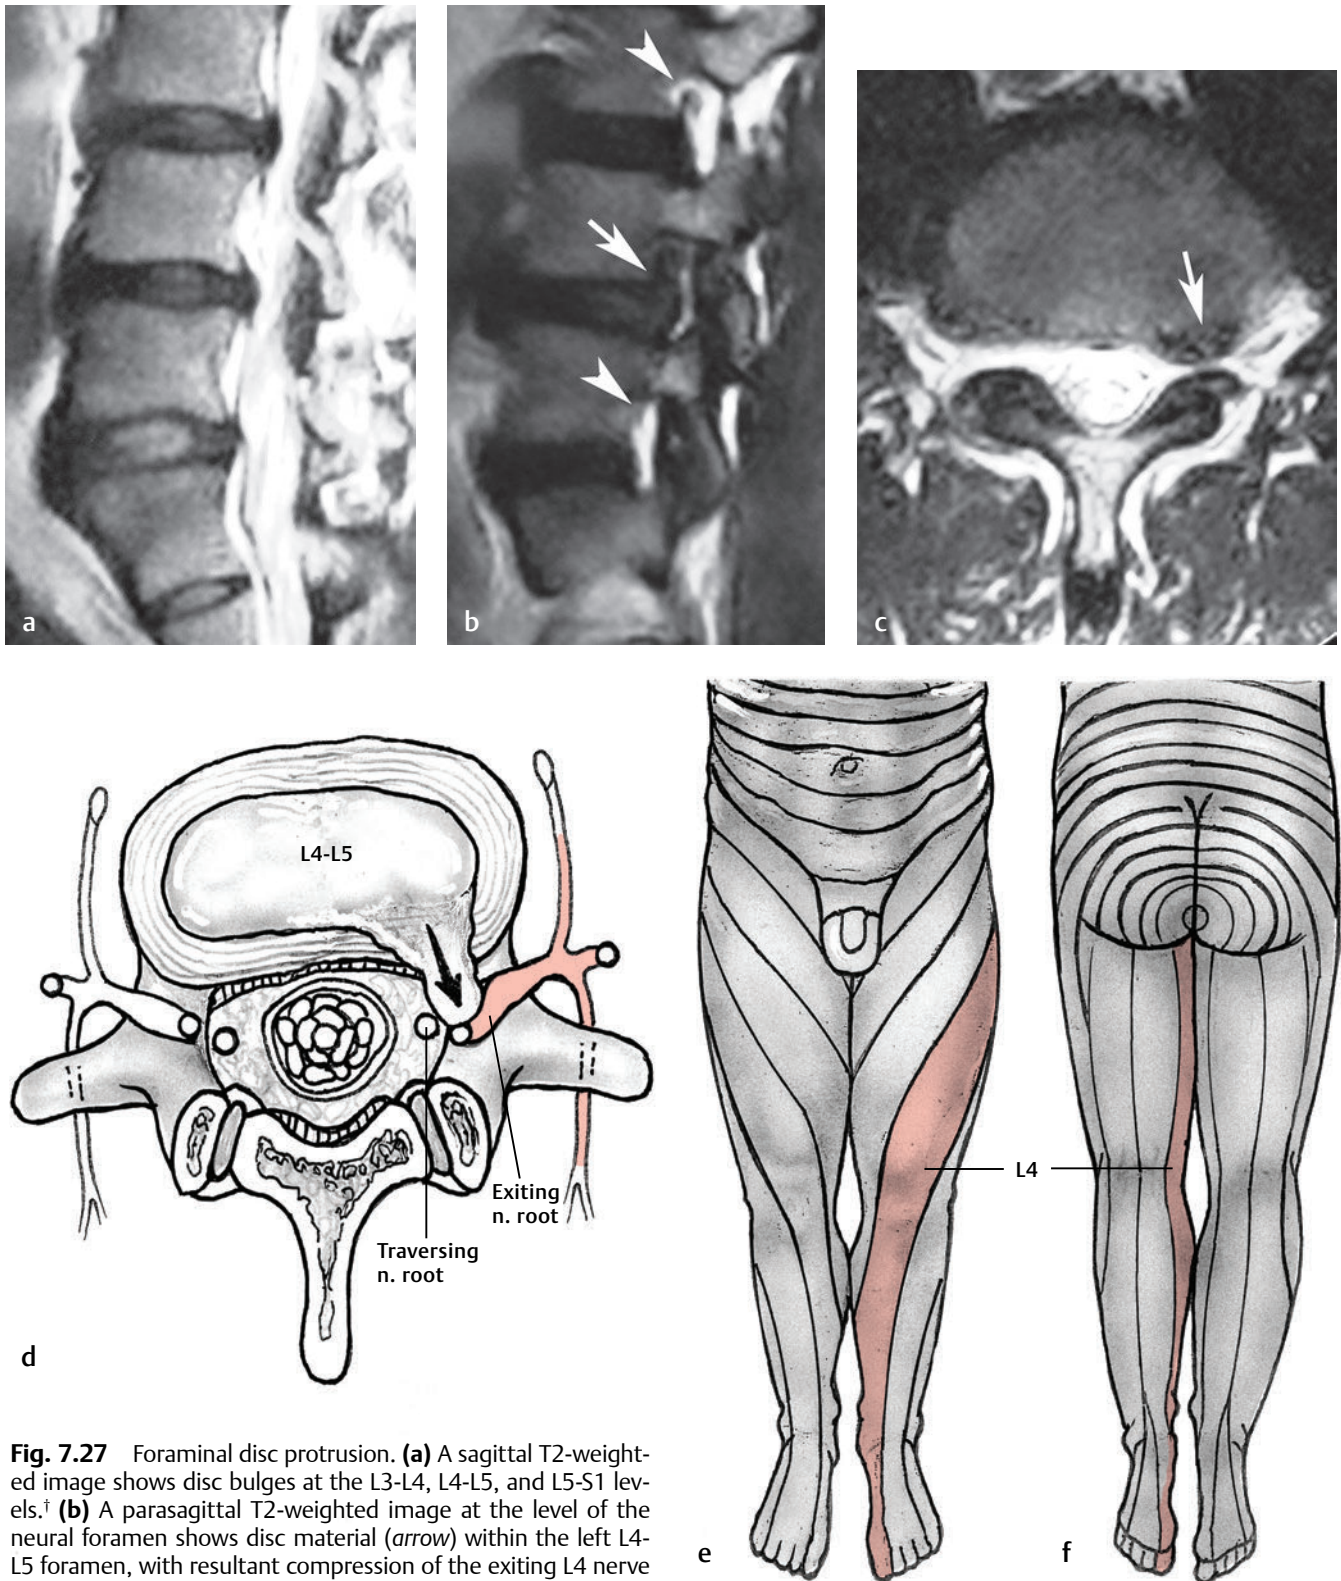 a
b
c
L4-L5
Exiting
n. root
Traversing
n. root
d
L4
e
f
Fig. 7.27 Foraminal disc protrusion. (a) A sagittal T2-weight-
ed image shows disc bulges at the L3-L4, L4-L5, and L5-S1 lev-
els.† (b) A parasagittal T2-weighted image at the level of the
neural foramen shows disc material (arrow) within the left L4-
L5 foramen, with resultant compression of the exiting L4 nerve